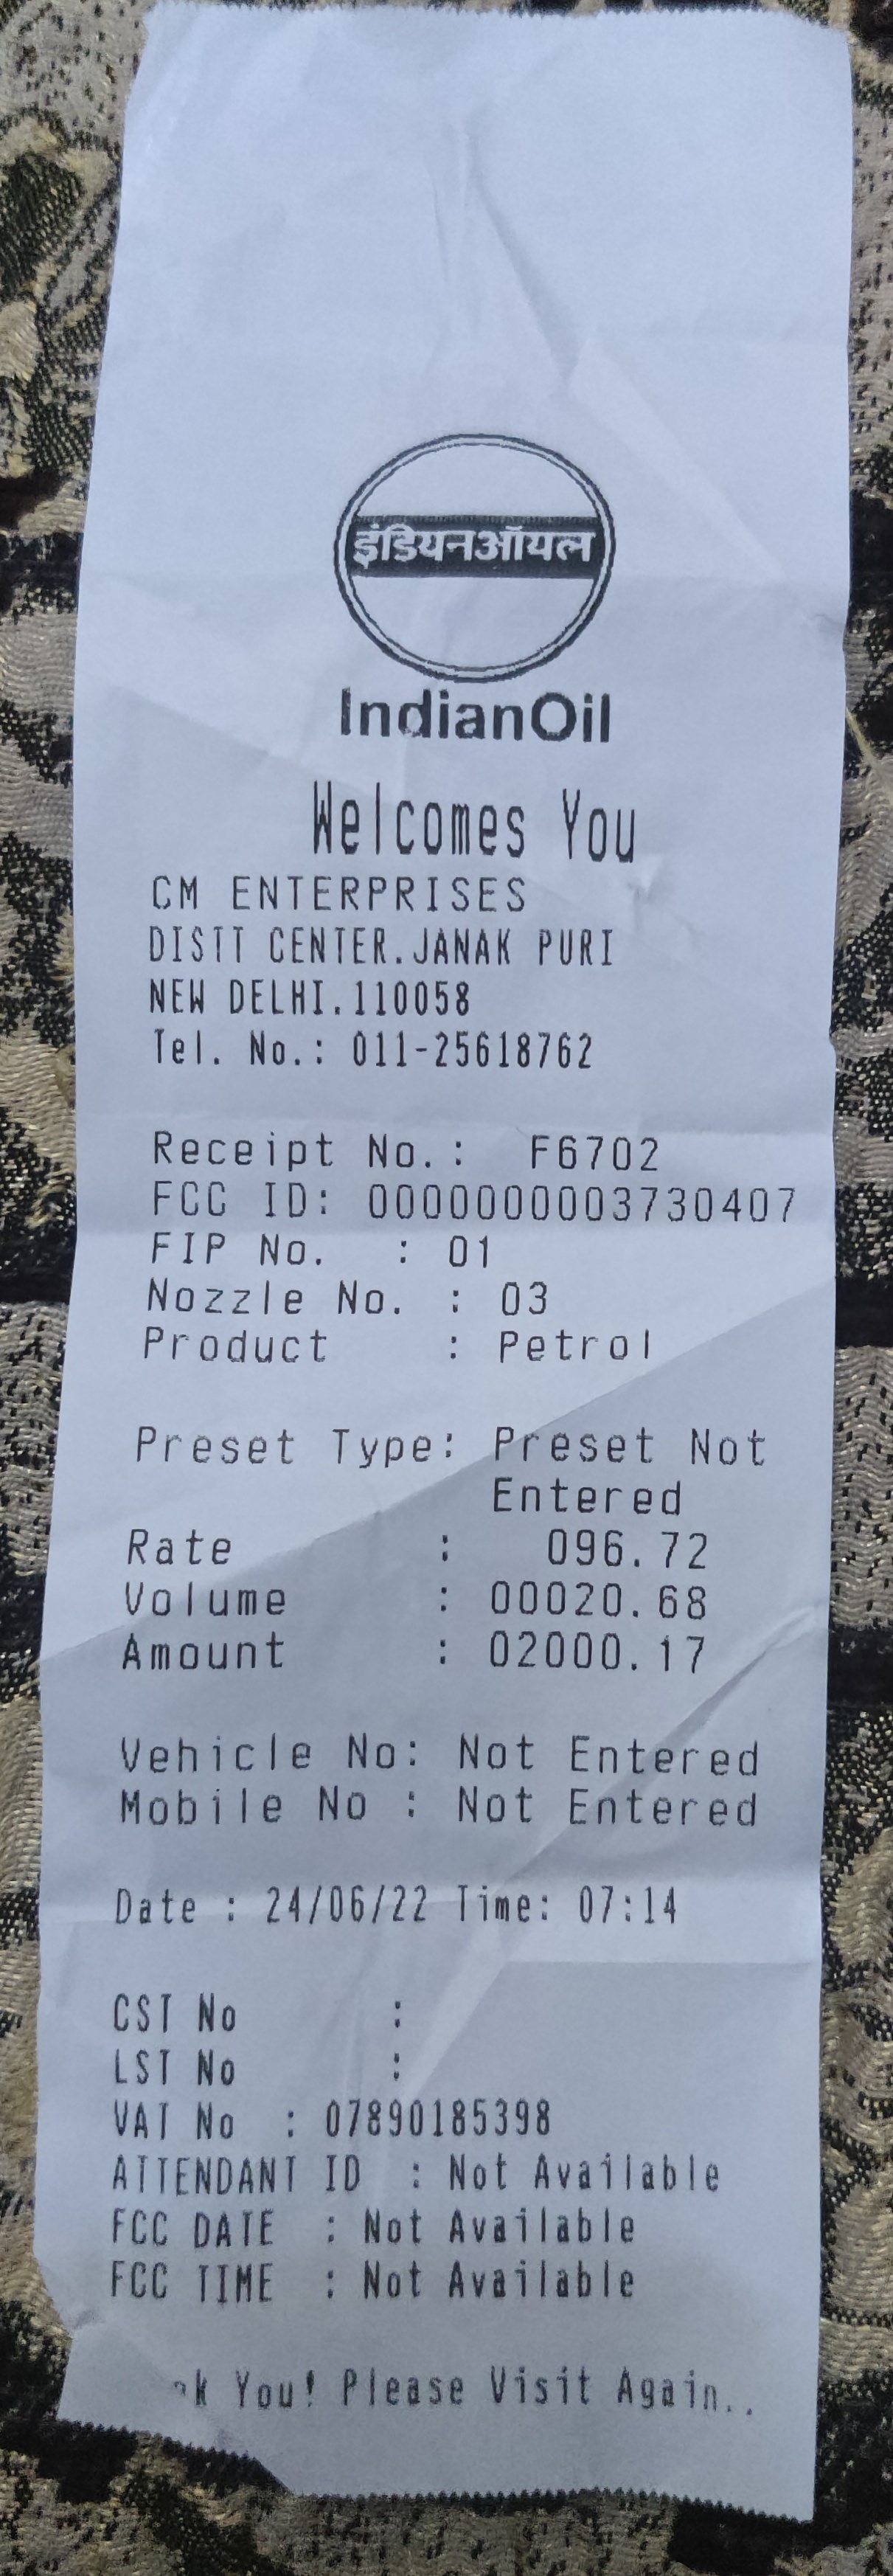 इंडियनऑयल
IndianOil
Welcomes You
CM ENTERPRISES
DISTT CENTER.JANAK PURI
NEW DELHI.110058
Tel. No.: 011-25618762
Receipt No.: F6702
FCC ID: 0000000003730407
FIP No. : 01
Nozzle No. : 03
Product : Petrol
Preset Type: Preset Not
Entered
Rate : 096.72
Volume : 00020.68
Amount : 02000.17
Vehicle No: Not Entered
Mobile No : Not Entered
Date : 24/06/22 Time: 07:14
CST No :
LST No :
VAT No : 07890185398
ATTENDANT ID : Not Available
FCC DATE : Not Available
FCC TIME : Not Available
You! Please Visit Again..